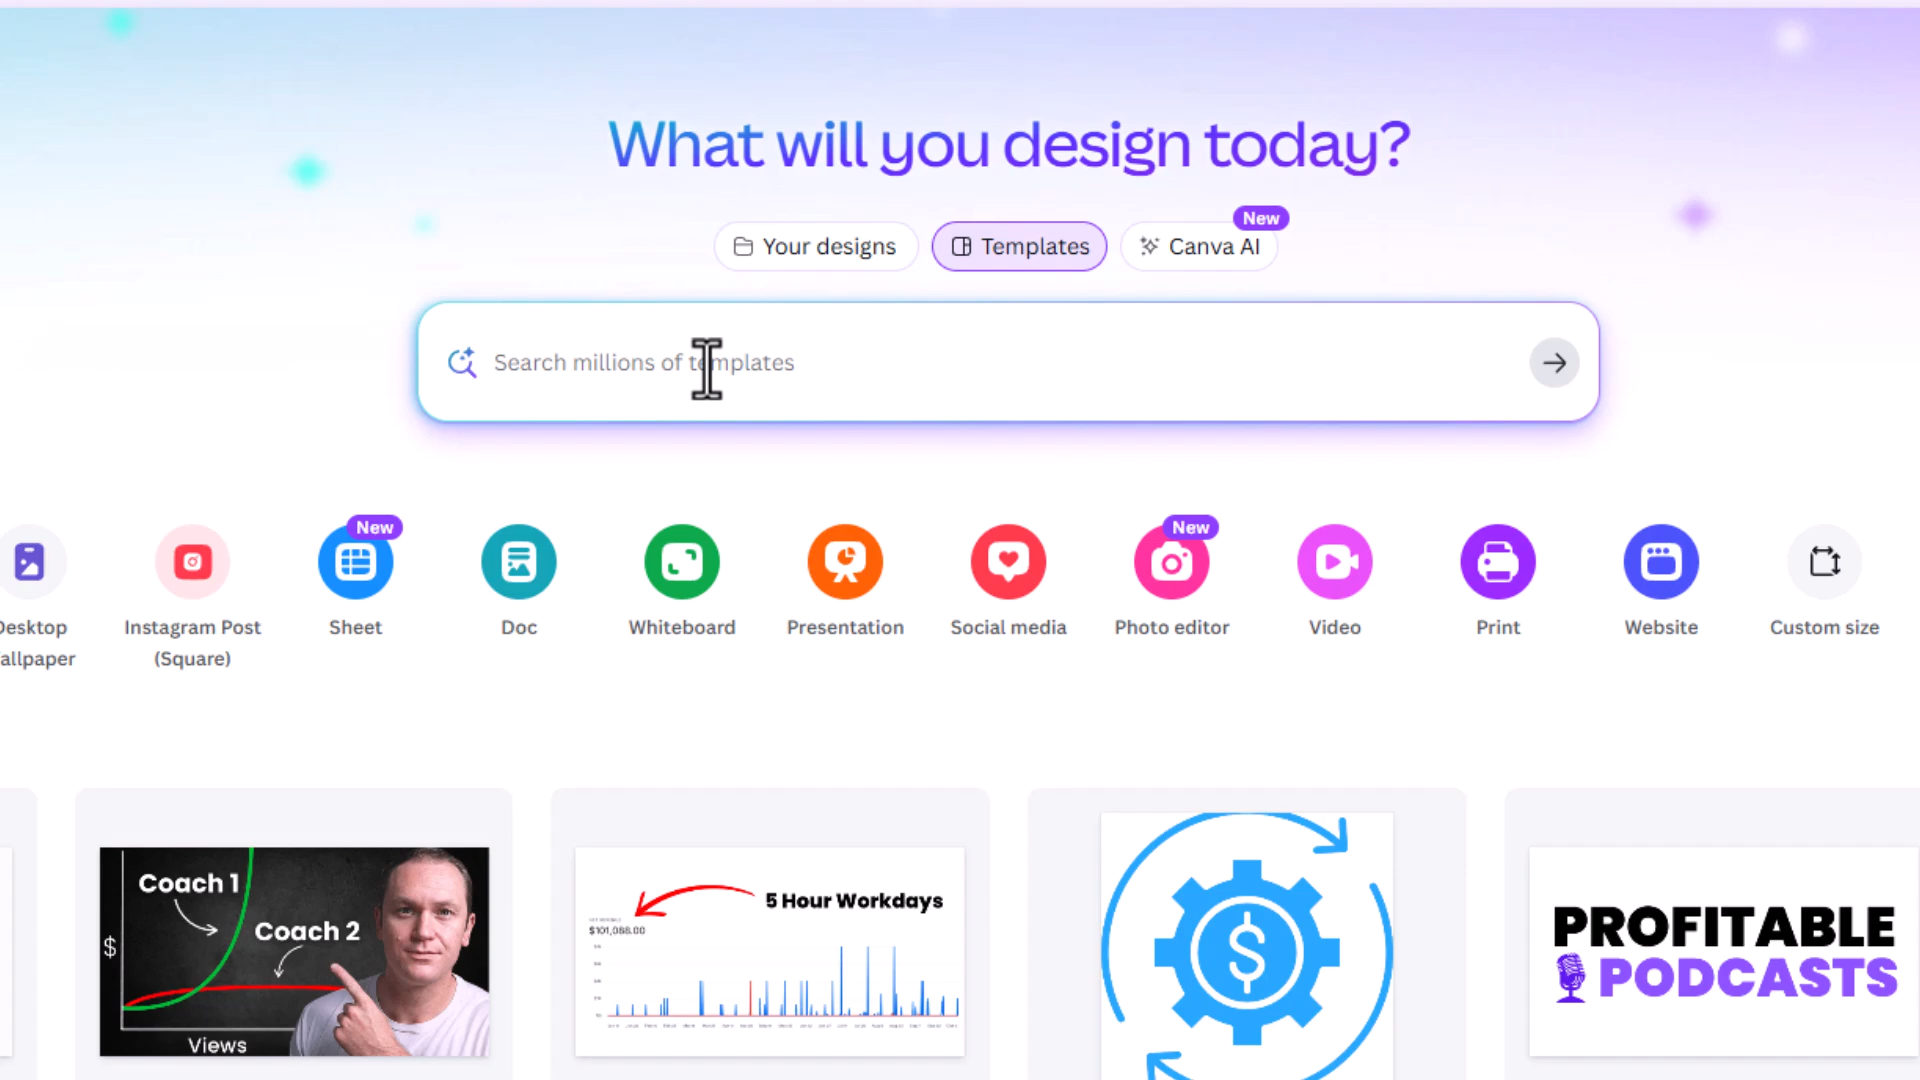 What will you design today?
New
Your designs
Templates
Canva AI
Search millions of templates
New
New
Desktop
allpaper
Instagram Post
(Square)
Sheet
Doc
Whiteboard
Presentation
Social media
Photo editor
Video
Print
Website
Custom size
Coach 1
Coach 2
$
Views
5 Hour Workdays
$101,088.00
$
PROFITABLE
PODCASTS